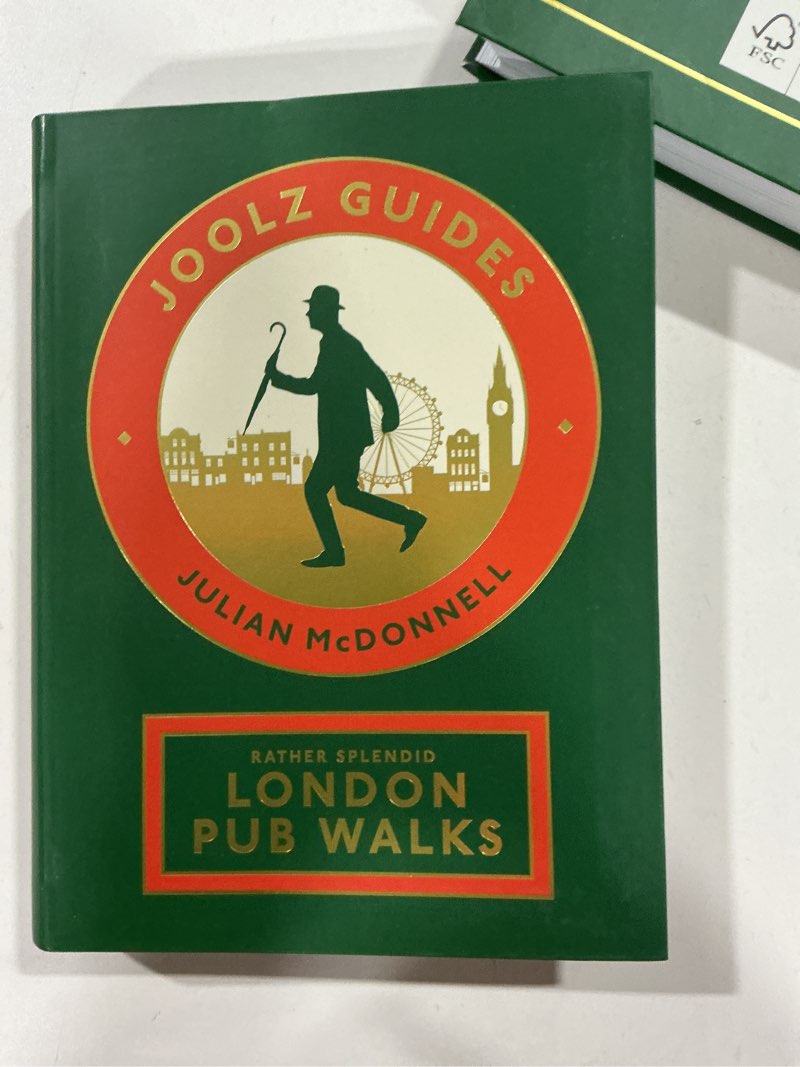 FSC
JOOLZ GUIDES
JULIAN McDONNELL
RATHER SPLENDID
LONDON
PUB WALKS